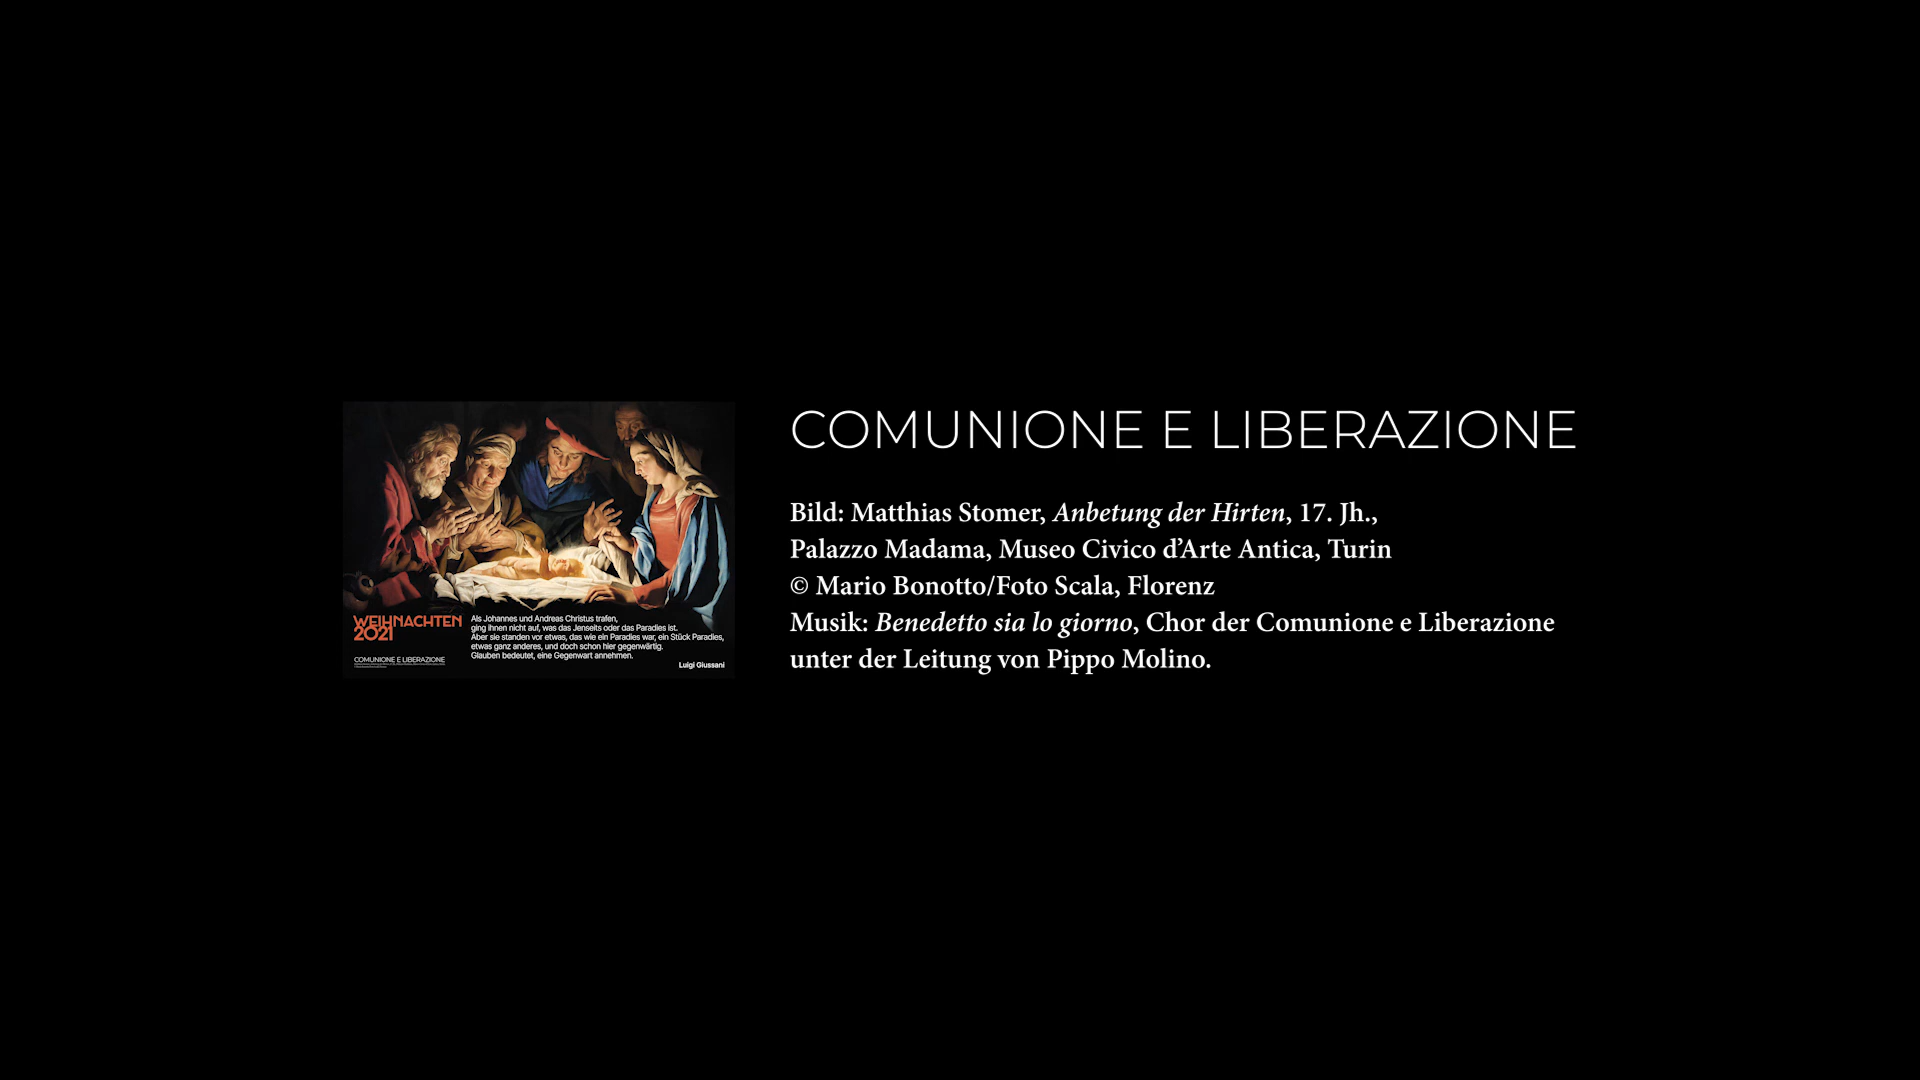 WEIHNACHTEN
2021
COMUNIONE E LIBERAZIONE
Als Johannes und Andreas Christus trafen,
ging ihnen nicht auf, was das Jenseits oder das Paradies ist.
Aber sie standen vor etwas, das wie ein Paradies war, ein Stück Paradies,
etwas ganz anderes, und doch schon hier gegenwärtig.
Glauben bedeutet, eine Gegenwart annehmen.
Luigi Giussani
COMUNIONE E LIBERAZIONE
Bild: Matthias Stomer, Anbetung der Hirten, 17. Jh.,
Palazzo Madama, Museo Civico d’Arte Antica, Turin
© Mario Bonotto/Foto Scala, Florenz
Musik: Benedetto sia lo giorno, Chor der Comunione e Liberazione
unter der Leitung von Pippo Molino.